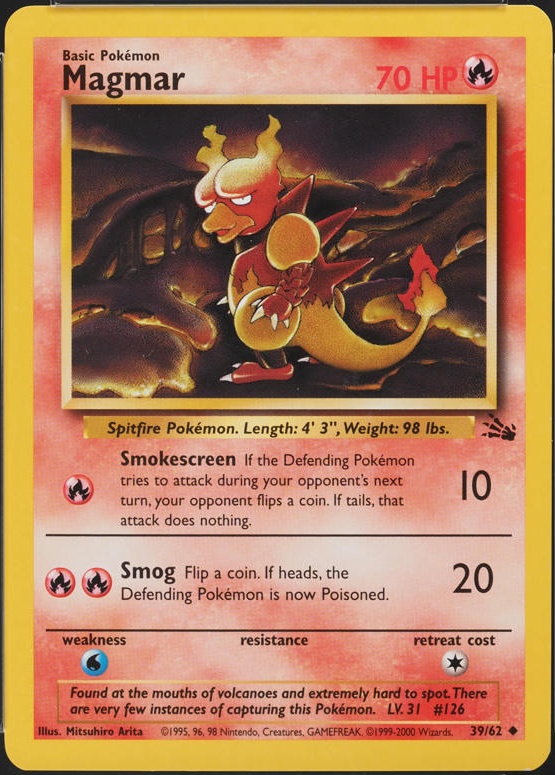 Basic Pokémon
Magmar 70 HP
Spitfire Pokémon. Length: 4' 3", Weight: 98 lbs.
Smokescreen If the Defending Pokémon
tries to attack during your opponent's next
turn, your opponent flips a coin. If tails, that
attack does nothing.
10
Smog Flip a coin. If heads, the
Defending Pokémon is now Poisoned.
20
weakness resistance retreat cost
Found at the mouths of volcanoes and extremely hard to spot. There
are very few instances of capturing this Pokémon. LV. 31 #126
Illus. Mitsuhiro Arita ©1995, 96, 98 Nintendo, Creatures, GAMEFREAK. ©1999-2000 Wizards. 39/62